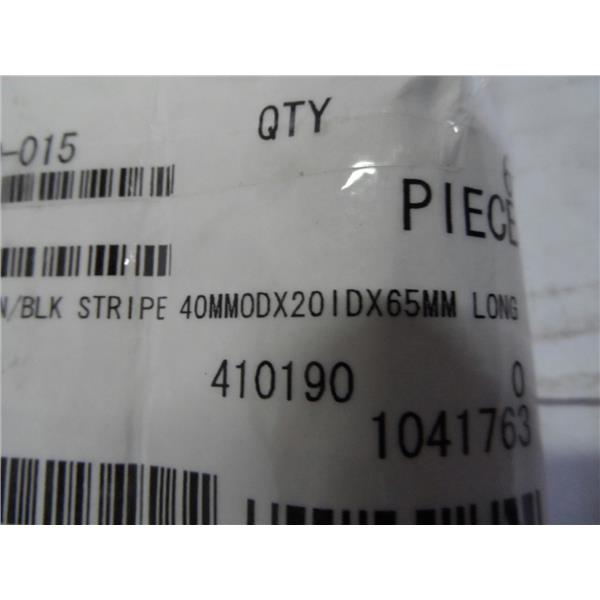 QTY
-015
PIECE
N/BLK STRIPE 40MMODX20IDX65MM LONG
410190 0
1041763